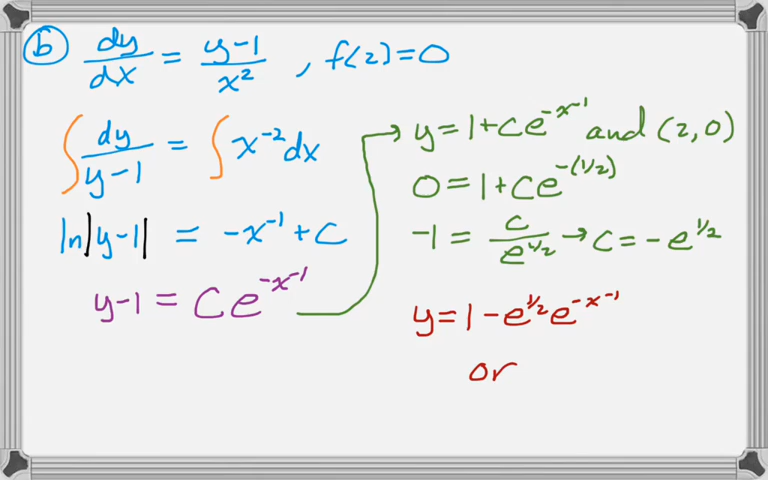 (b) dy/dx = (y-1)/x², f(2)=0
∫ dy/(y-1) = ∫ x⁻² dx
ln|y-1| = -x⁻¹ + C
y-1 = Ce^(-x⁻¹)
→ y = 1+Ce^(-x⁻¹) and (2, 0)
0 = 1+Ce^(-(1/2))
-1 = C/e^(1/2) → C = -e^(1/2)
y = 1 - e^(1/2) e^(-x⁻¹)
or